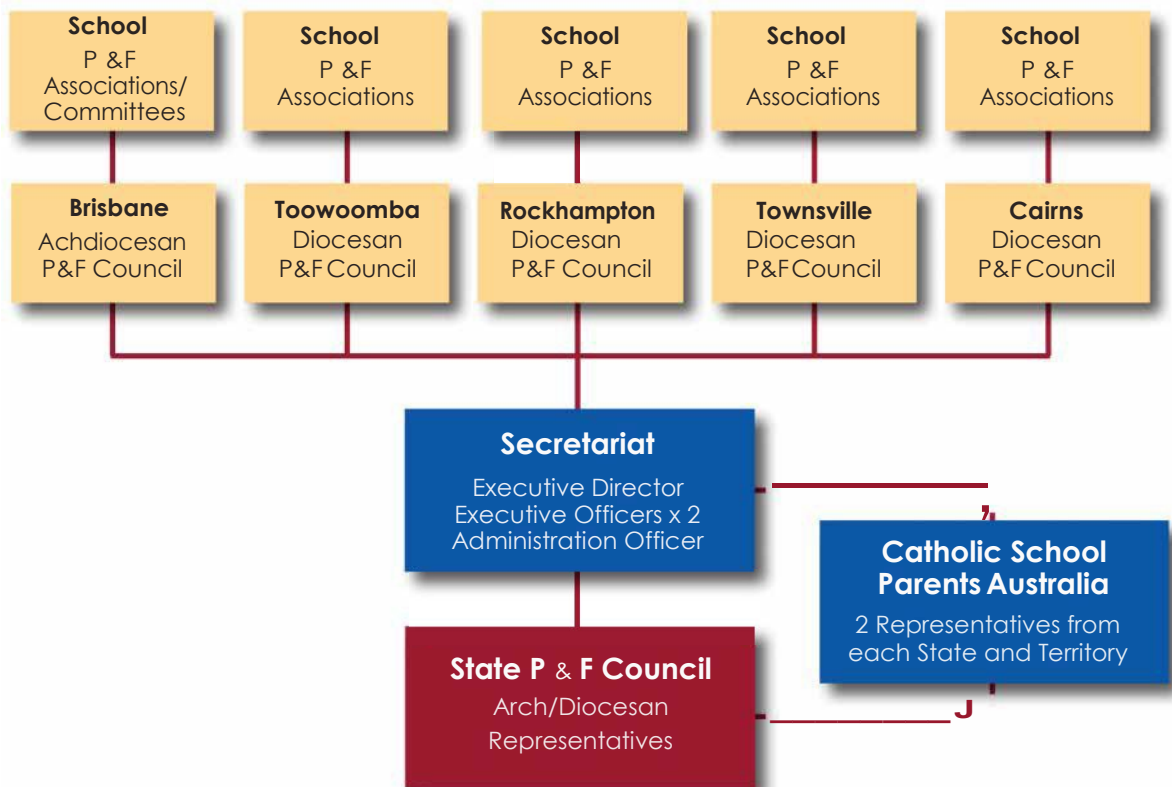 School
P &F
Associations/
Committees
School
P &F
Associations
School
P &F
Associations
School
P &F
Associations
School
P &F
Associations
Brisbane
Achdiocesan
P&F Council
Toowoomba
Diocesan
P&F Council
Rockhampton
Diocesan
P&F Council
Townsville
Diocesan
P&F Council
Cairns
Diocesan
P&F Council
Secretariat
Executive Director
Executive Officers x 2
Administration Officer
Catholic School
Parents Australia
2 Representatives from
each State and Territory
State P & F Council
Arch/Diocesan
Representatives